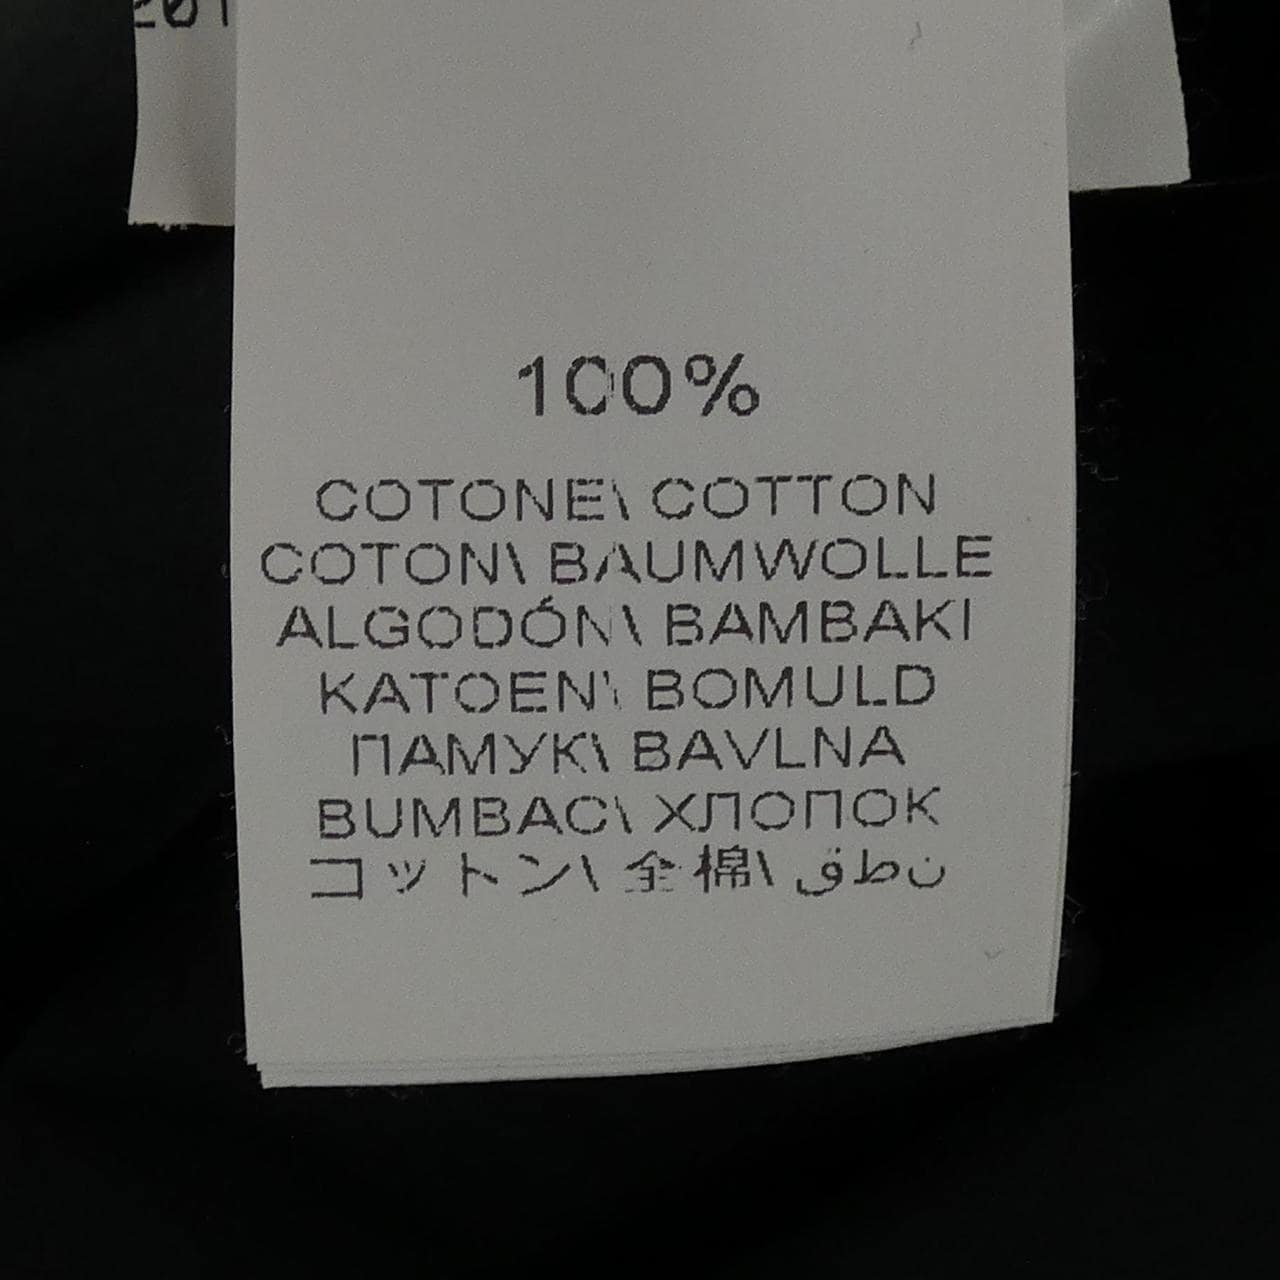 100%
COTONE\ COTTON
COTON\ BAUMWOLLE
ALGODÓN\ BAMBAKI
KATOEN\ BOMULD
ПАМУК\ BAVLNA
BUMBAC\ ХЛОПОК
コットン\ 全棉\ نطق